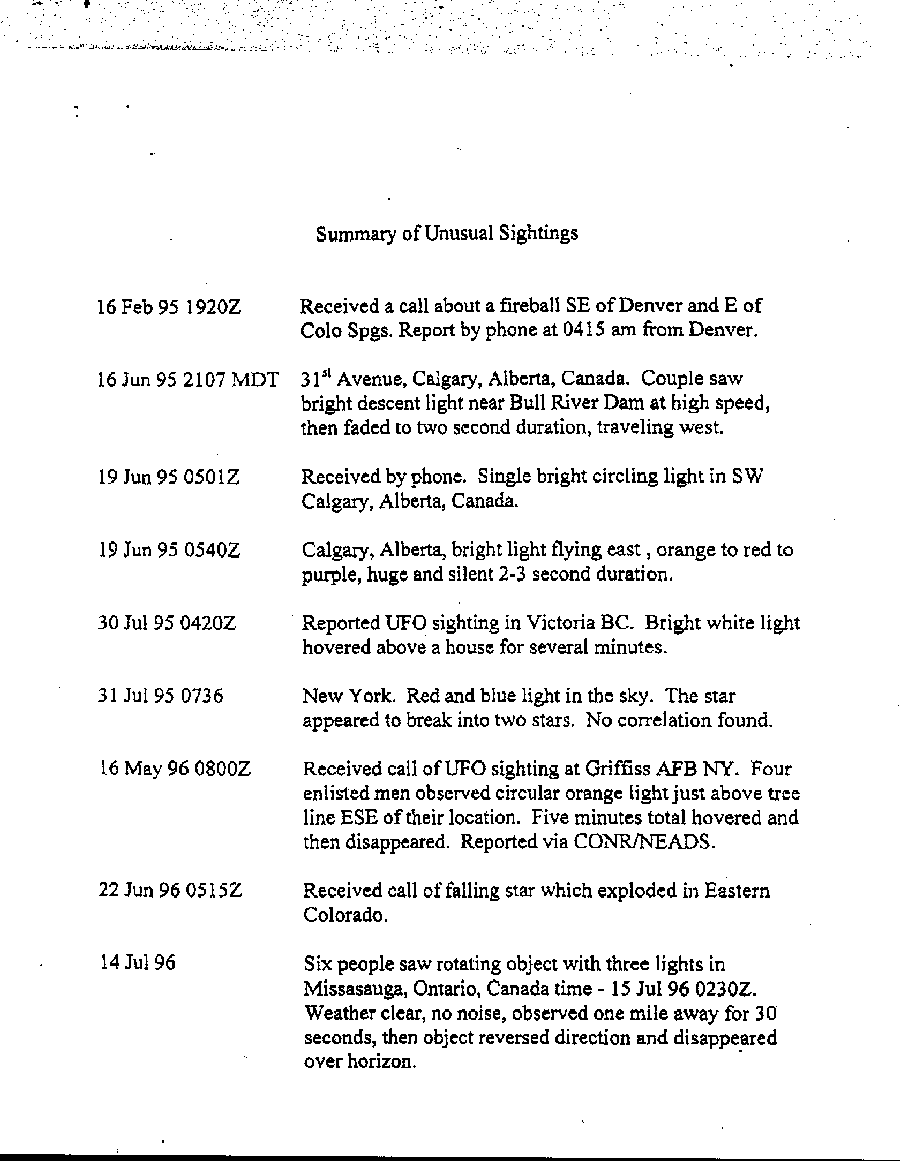 Summary of Unusual Sightings
16 Feb 95 1920Z Received a call about a fireball SE of Denver and E of
Colo Spgs. Report by phone at 0415 am from Denver.
16 Jun 95 2107 MDT 31st Avenue, Calgary, Alberta, Canada. Couple saw
bright descent light near Bull River Dam at high speed,
then faded to two second duration, traveling west.
19 Jun 95 0501Z Received by phone. Single bright circling light in SW
Calgary, Alberta, Canada.
19 Jun 95 0540Z Calgary, Alberta, bright light flying east , orange to red to
purple, huge and silent 2-3 second duration.
30 Jul 95 0420Z Reported UFO sighting in Victoria BC. Bright white light
hovered above a house for several minutes.
31 Jul 95 0736 New York. Red and blue light in the sky. The star
appeared to break into two stars. No correlation found.
16 May 96 0800Z Received call of UFO sighting at Griffiss AFB NY. Four
enlisted men observed circular orange light just above tree
line ESE of their location. Five minutes total hovered and
then disappeared. Reported via CONR/NEADS.
22 Jun 96 0515Z Received call of falling star which exploded in Eastern
Colorado.
14 Jul 96 Six people saw rotating object with three lights in
Missasauga, Ontario, Canada time - 15 Jul 96 0230Z.
Weather clear, no noise, observed one mile away for 30
seconds, then object reversed direction and disappeared
over horizon.